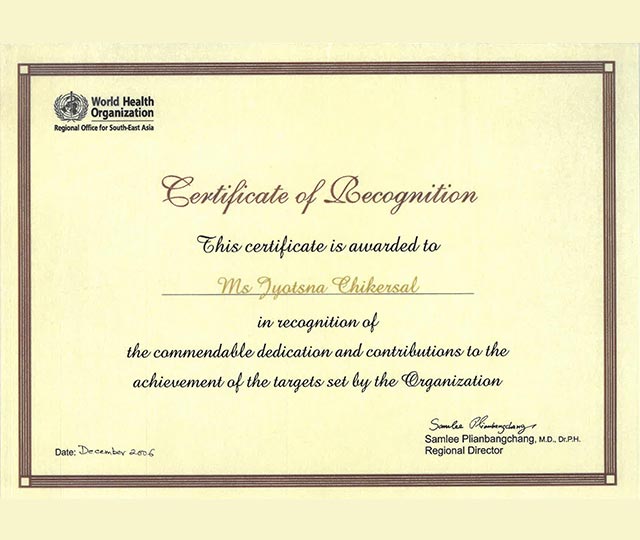 World Health
Organization
Regional Office for South-East Asia
Certificate of Recognition
This certificate is awarded to
Ms Jyotsna Chikersal
in recognition of
the commendable dedication and contributions to the
achievement of the targets set by the Organization
Samlee Plianbangchang
Samlee Plianbangchang, M.D., Dr.P.H.
Date: December 2006
Regional Director